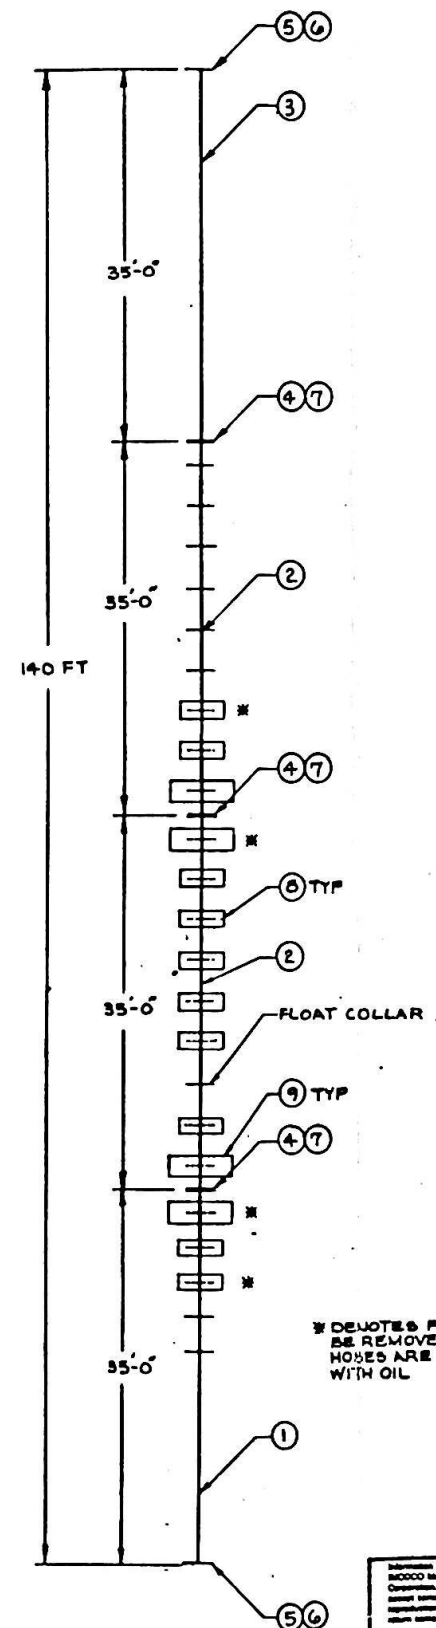 5 6
3
35'-0"
4 7
2
35'-0"
140 FT
*
4 7
*
8 TYP
2
35'-0"
FLOAT COLLAR
9 TYP
4 7
*
*
* DENOTES
BE REMOVE
HOSES ARE
WITH OIL
35'-0"
1
5 6